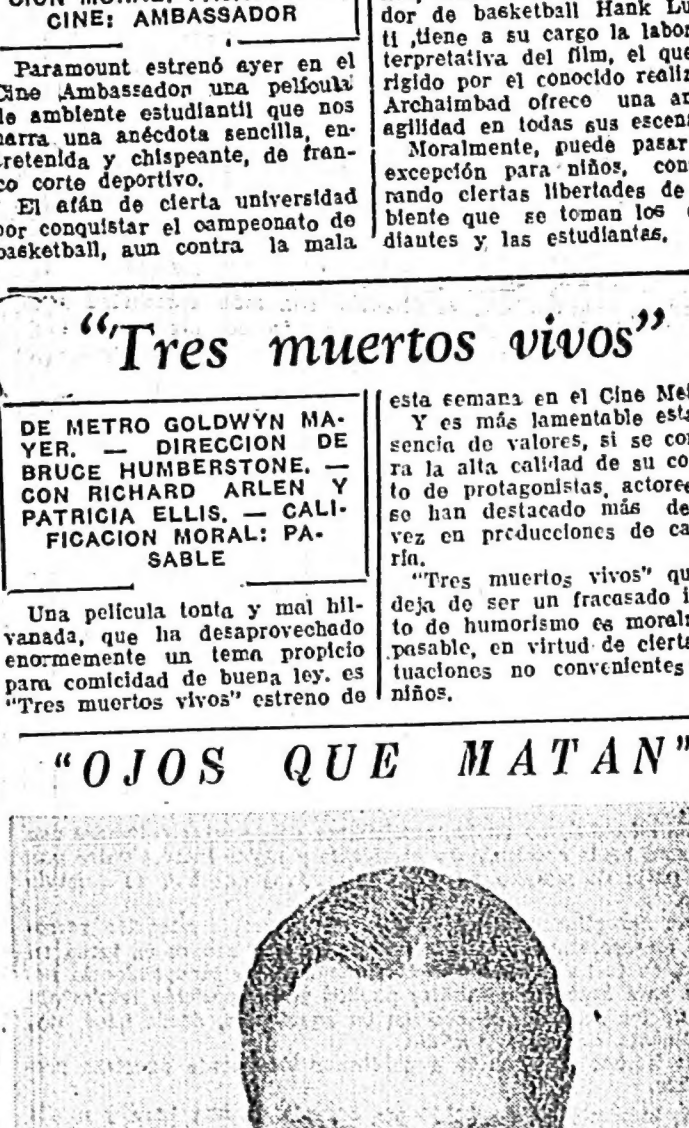 CINE: AMBASSADOR
Paramount estrenó ayer en el
Cine Ambassador una película
de ambiente estudiantil que nos
narra una anécdota sencilla, en-
tretenida y chispeante, de fran-
co corte deportivo.
El afán de cierta universidad
por conquistar el campeonato de
basketball, aun contra la mala
dor de basketball Hank Lu
ti ,tiene a su cargo la labor
terpretativa del film, el que
rigido por el conocido realiz
Archaimbad ofrece una
agilidad en todas sus escena
Moralmente, puede pasar
excepción para niños, con
rando ciertas libertades de
biente que se toman los
diantes y las estudiantes.
"Tres muertos vivos"
DE METRO GOLDWYN MA-
YER. — DIRECCION DE
BRUCE HUMBERSTONE. —
CON RICHARD ARLEN Y
PATRICIA ELLIS. — CALI-
FICACION MORAL: PA-
SABLE
Una película tonta y mal hil-
vanada, que ha desaprovechado
enormemente un tema propicio
para comicidad de buena ley. es
"Tres muertos vivos" estreno de
esta semana en el Cine Met
Y es más lamentable esta
sencia de valores, si se co
ra la alta calidad de su co
to de protagonistas, actore
se han destacado más de
vez en producciones de ca
ría.
"Tres muertos vivos" qu
deja de ser un fracasado i
to de humorismo es moral
pasable, en virtud de cierta
tuaciones no convenientes
niños.
"OJOS QUE MATAN"